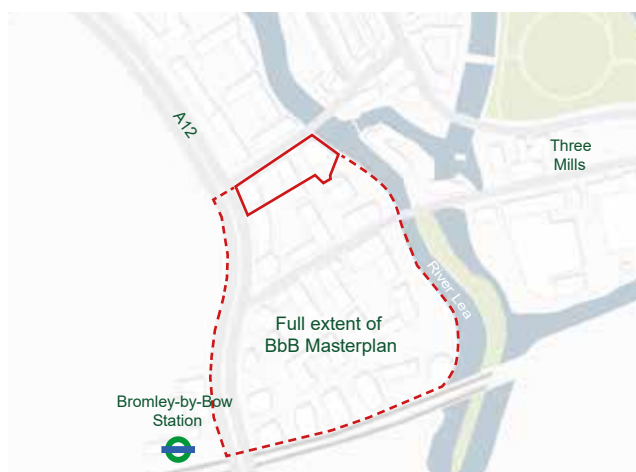 A12
Three
Mills
River Lea
Full extent of
BbB Masterplan
Bromley-by-Bow
Station